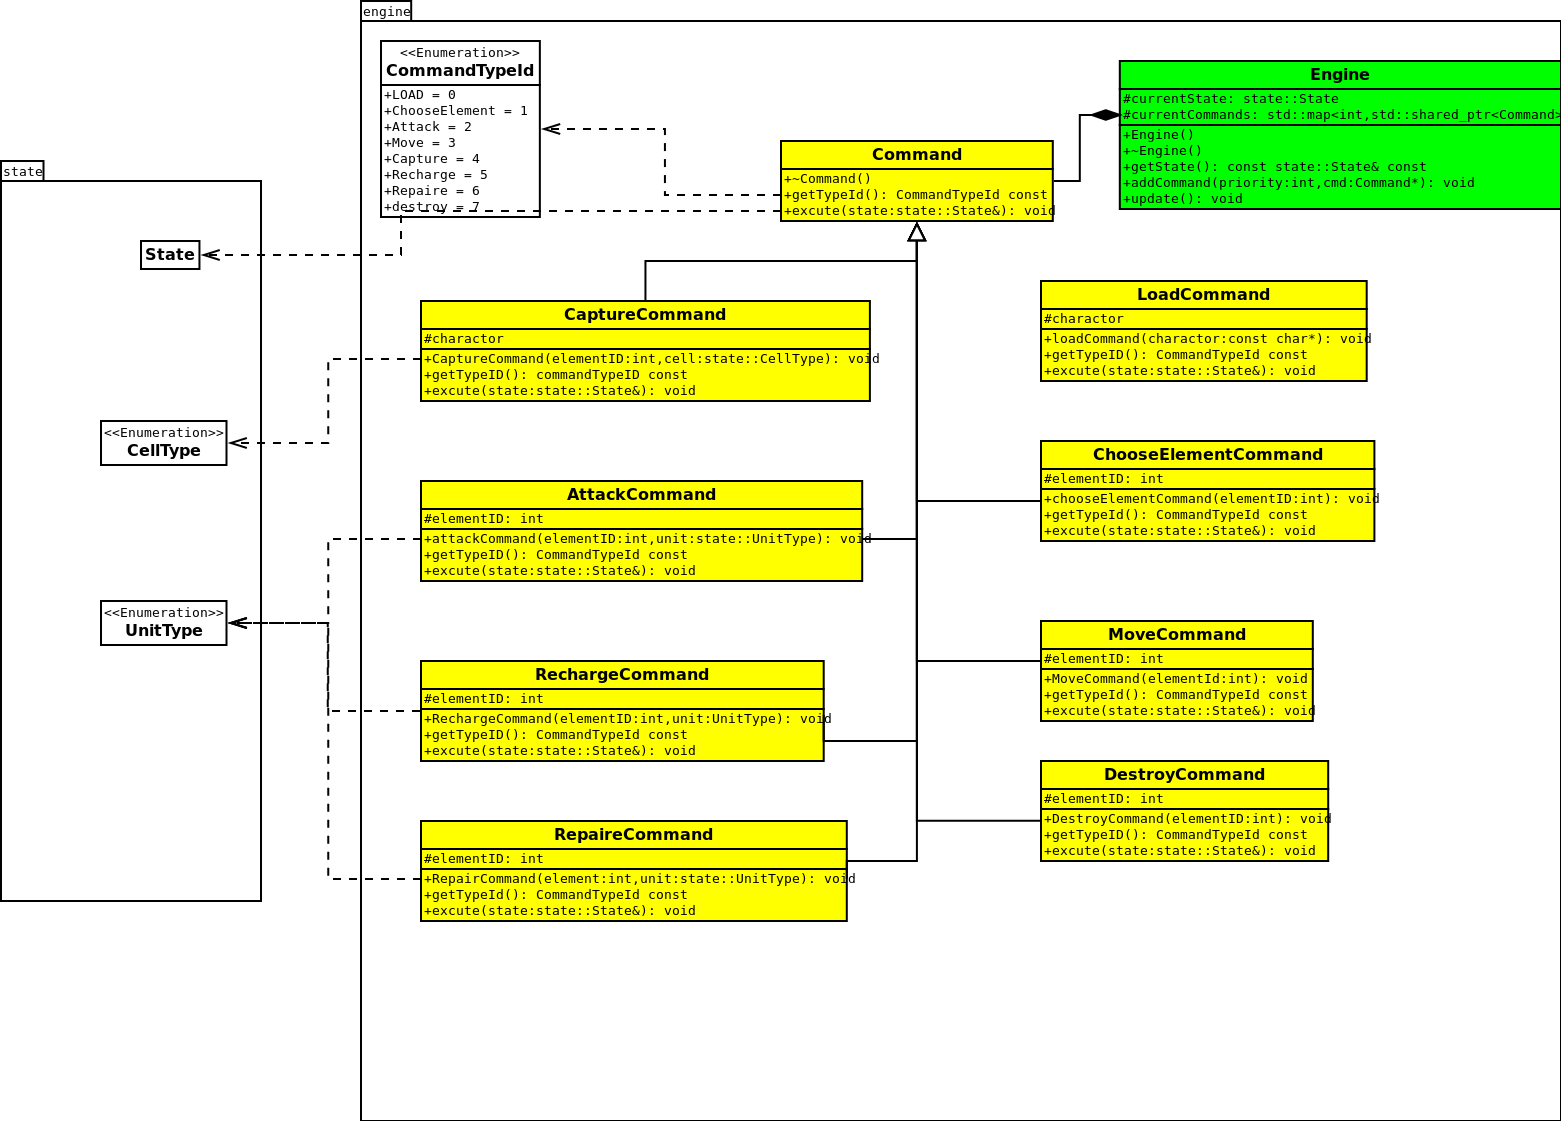 engine
<<Enumeration>>
CommandTypeId
+LOAD = 0
+ChooseElement = 1
+Attack = 2
+Move = 3
+Capture = 4
+Recharge = 5
+Repaire = 6
+destroy = 7
Engine
#currentState: state::State
#currentCommands: std::map<int,std::shared_ptr<Command>
+Engine()
+~Engine()
+getState(): const state::State& const
+addCommand(priority:int,cmd:Command*): void
+update(): void
Command
+~Command()
+getTypeId(): CommandTypeId const
+excute(state:state::State&): void
state
State
<<Enumeration>>
CellType
<<Enumeration>>
UnitType
CaptureCommand
#charactor
+CaptureCommand(elementID:int,cell:state::CellType): void
+getTypeID(): commandTypeID const
+excute(state:state::State&): void
LoadCommand
#charactor
+loadCommand(charactor:const char*): void
+getTypeID(): CommandTypeId const
+excute(state:state::State&): void
AttackCommand
#elementID: int
+attackCommand(elementID:int,unit:state::UnitType): void
+getTypeID(): CommandTypeId const
+excute(state:state::State&): void
ChooseElementCommand
#elementID: int
+chooseElementCommand(elementID:int): void
+getTypeId(): CommandTypeId const
+excute(state:state::State&): void
RechargeCommand
#elementID: int
+RechargeCommand(elementID:int,unit:UnitType): void
+getTypeID(): CommandTypeId const
+excute(state:state::State&): void
MoveCommand
#elementID: int
+MoveCommand(elementId:int): void
+getTypeId(): CommandTypeId const
+excute(state:state::State&): void
RepaireCommand
#elementID: int
+RepairCommand(element:int,unit:state::UnitType): void
+getTypeId(): CommandTypeId const
+excute(state:state::State&): void
DestroyCommand
#elementID: int
+DestroyCommand(elementID:int): void
+getTypeID(): CommandTypeId const
+excute(state:state::State&): void